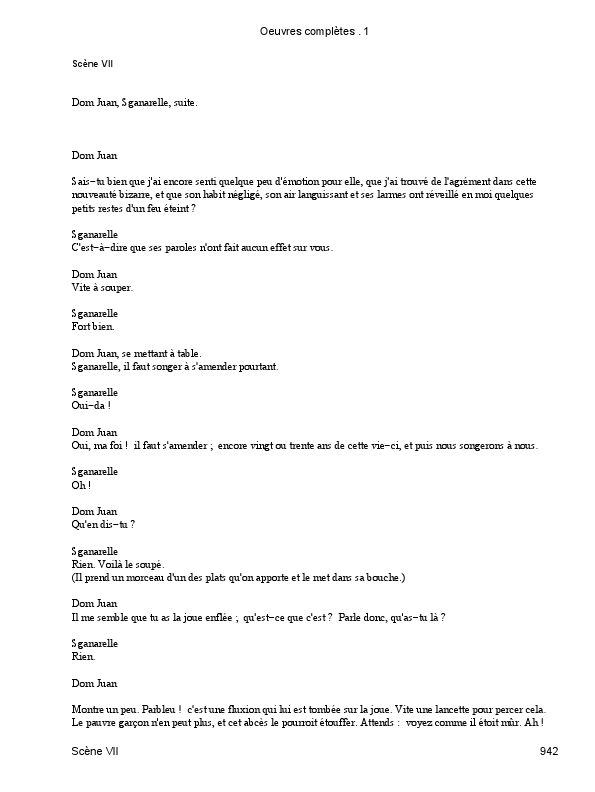 Oeuvres complètes . 1
Scène VII
Dom Juan, Sganarelle, suite.
Dom Juan
Sais−tu bien que j'ai encore senti quelque peu d'émotion pour elle, que j'ai trouvé de l'agrément dans cette
nouveauté bizarre, et que son habit négligé, son air languissant et ses larmes ont réveillé en moi quelques
petits restes d'un feu éteint ?
Sganarelle
C'est−à−dire que ses paroles n'ont fait aucun effet sur vous.
Dom Juan
Vite à souper.
Sganarelle
Fort bien.
Dom Juan, se mettant à table.
Sganarelle, il faut songer à s'amender pourtant.
Sganarelle
Oui−da !
Dom Juan
Oui, ma foi ! il faut s'amender ; encore vingt ou trente ans de cette vie−ci, et puis nous songerons à nous.
Sganarelle
Oh !
Dom Juan
Qu'en dis−tu ?
Sganarelle
Rien. Voilà le soupé.
(Il prend un morceau d'un des plats qu'on apporte et le met dans sa bouche.)
Dom Juan
Il me semble que tu as la joue enflée ; qu'est−ce que c'est ? Parle donc, qu'as−tu là ?
Sganarelle
Rien.
Dom Juan
Montre un peu. Parbleu ! c'est une fluxion qui lui est tombée sur la joue. Vite une lancette pour percer cela.
Le pauvre garçon n'en peut plus, et cet abcès le pourroit étouffer. Attends : voyez comme il étoit mûr. Ah !
Scène VII 942